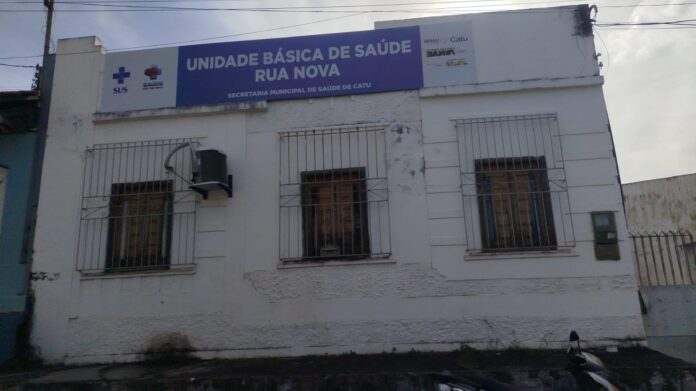 UNIDADE BÁSICA DE SAÚDE
RUA NOVA
SECRETARIA MUNICIPAL DE SAÚDE DE CATU
SUS
Catu
BAHIA